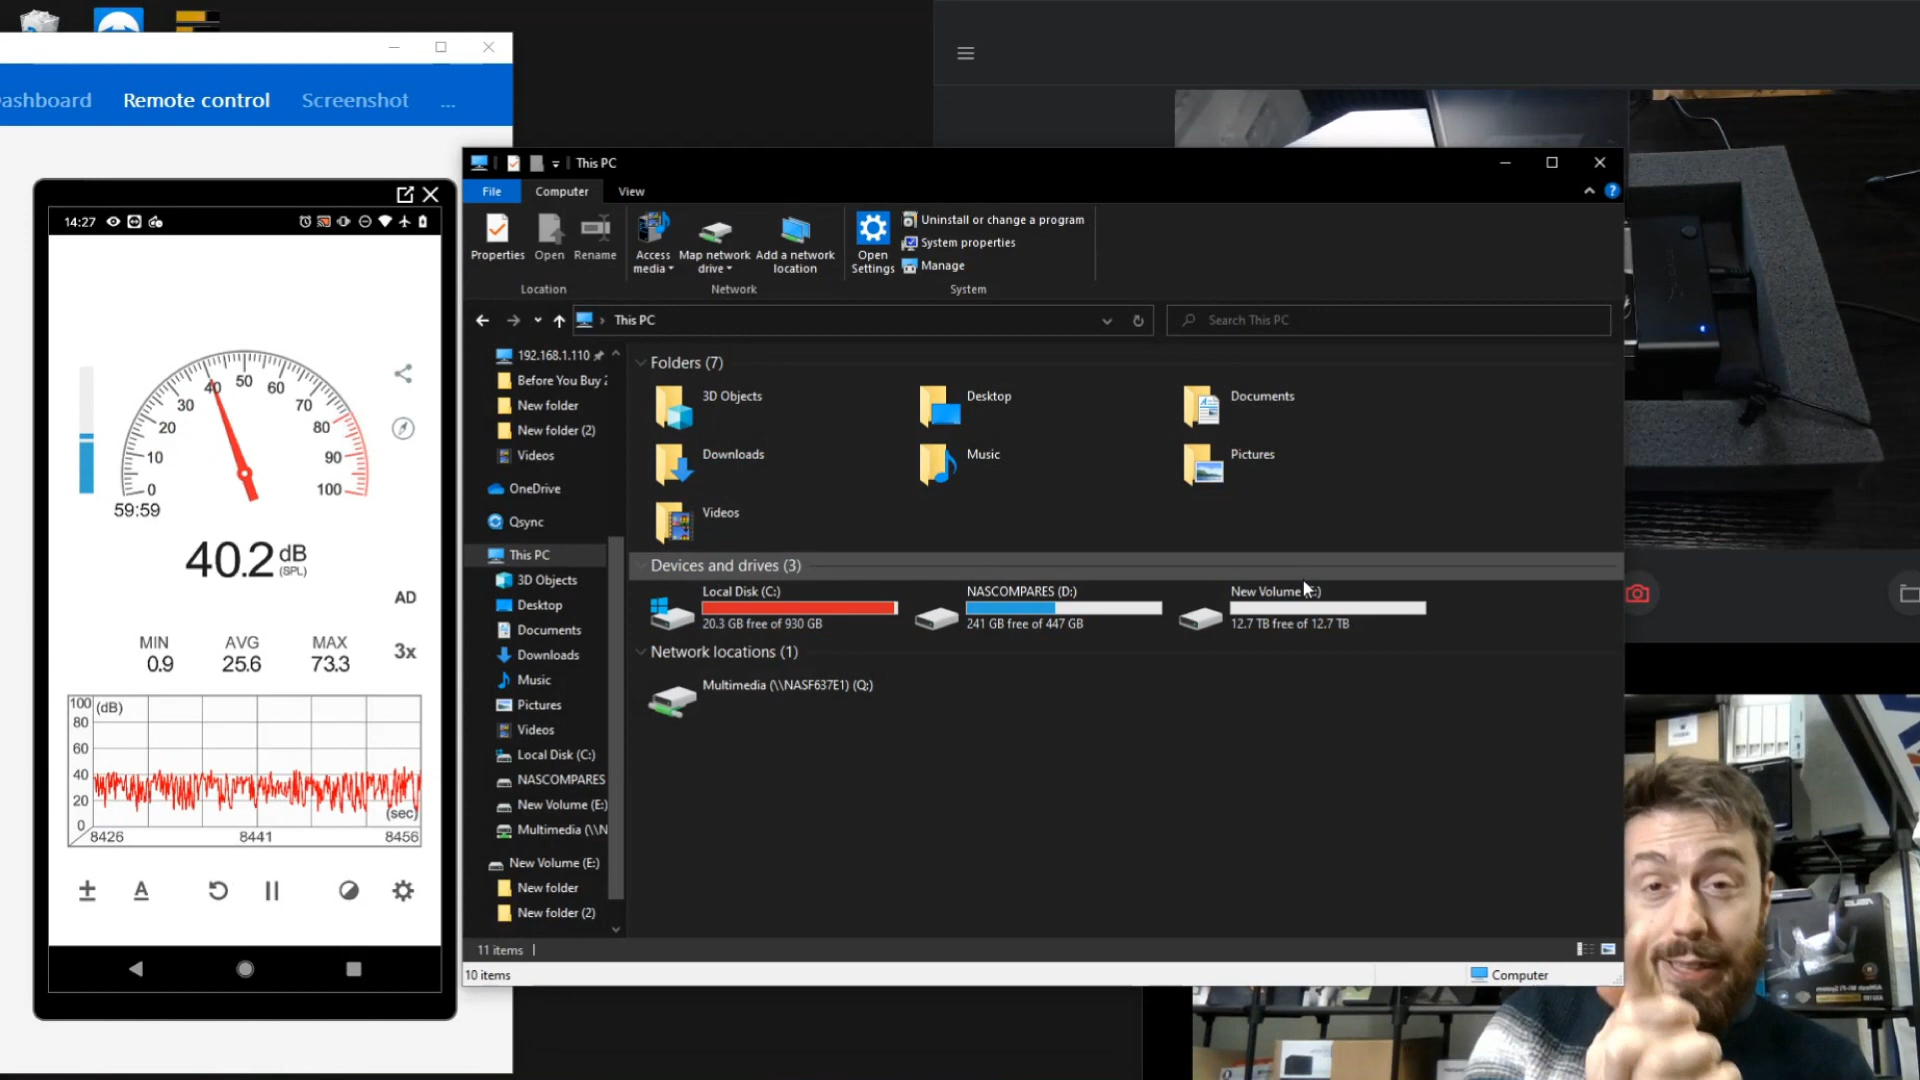 ashboard
Remote control
Screenshot
...
14:27
0
10
20
30
40
50
60
70
80
90
100
59:59
40.2 dB
(SPL)
AD
MIN
AVG
MAX
0.9
25.6
73.3
3x
100
(dB)
80
60
40
20
0
(sec)
8426
8441
8456
A
This PC
File
Computer
View
Properties
Open
Rename
Access media
Map network drive
Add a network location
Open Settings
Uninstall or change a program
System properties
Manage
Location
Network
System
This PC
Search This PC
192.168.1.110
Before You Buy 2
New folder
New folder (2)
Videos
OneDrive
Qsync
This PC
3D Objects
Desktop
Documents
Downloads
Music
Pictures
Videos
Local Disk (C:)
NASCOMPARES
New Volume (E:)
Multimedia (\\N
New Volume (E:)
New folder
New folder (2)
Folders (7)
3D Objects
Desktop
Documents
Downloads
Music
Pictures
Videos
Devices and drives (3)
Local Disk (C:)
20.3 GB free of 930 GB
NASCOMPARES (D:)
241 GB free of 447 GB
New Volume :)
12.7 TB free of 12.7 TB
Network locations (1)
Multimedia (\\NASF637E1) (Q:)
11 items
10 items
Computer
ASUS